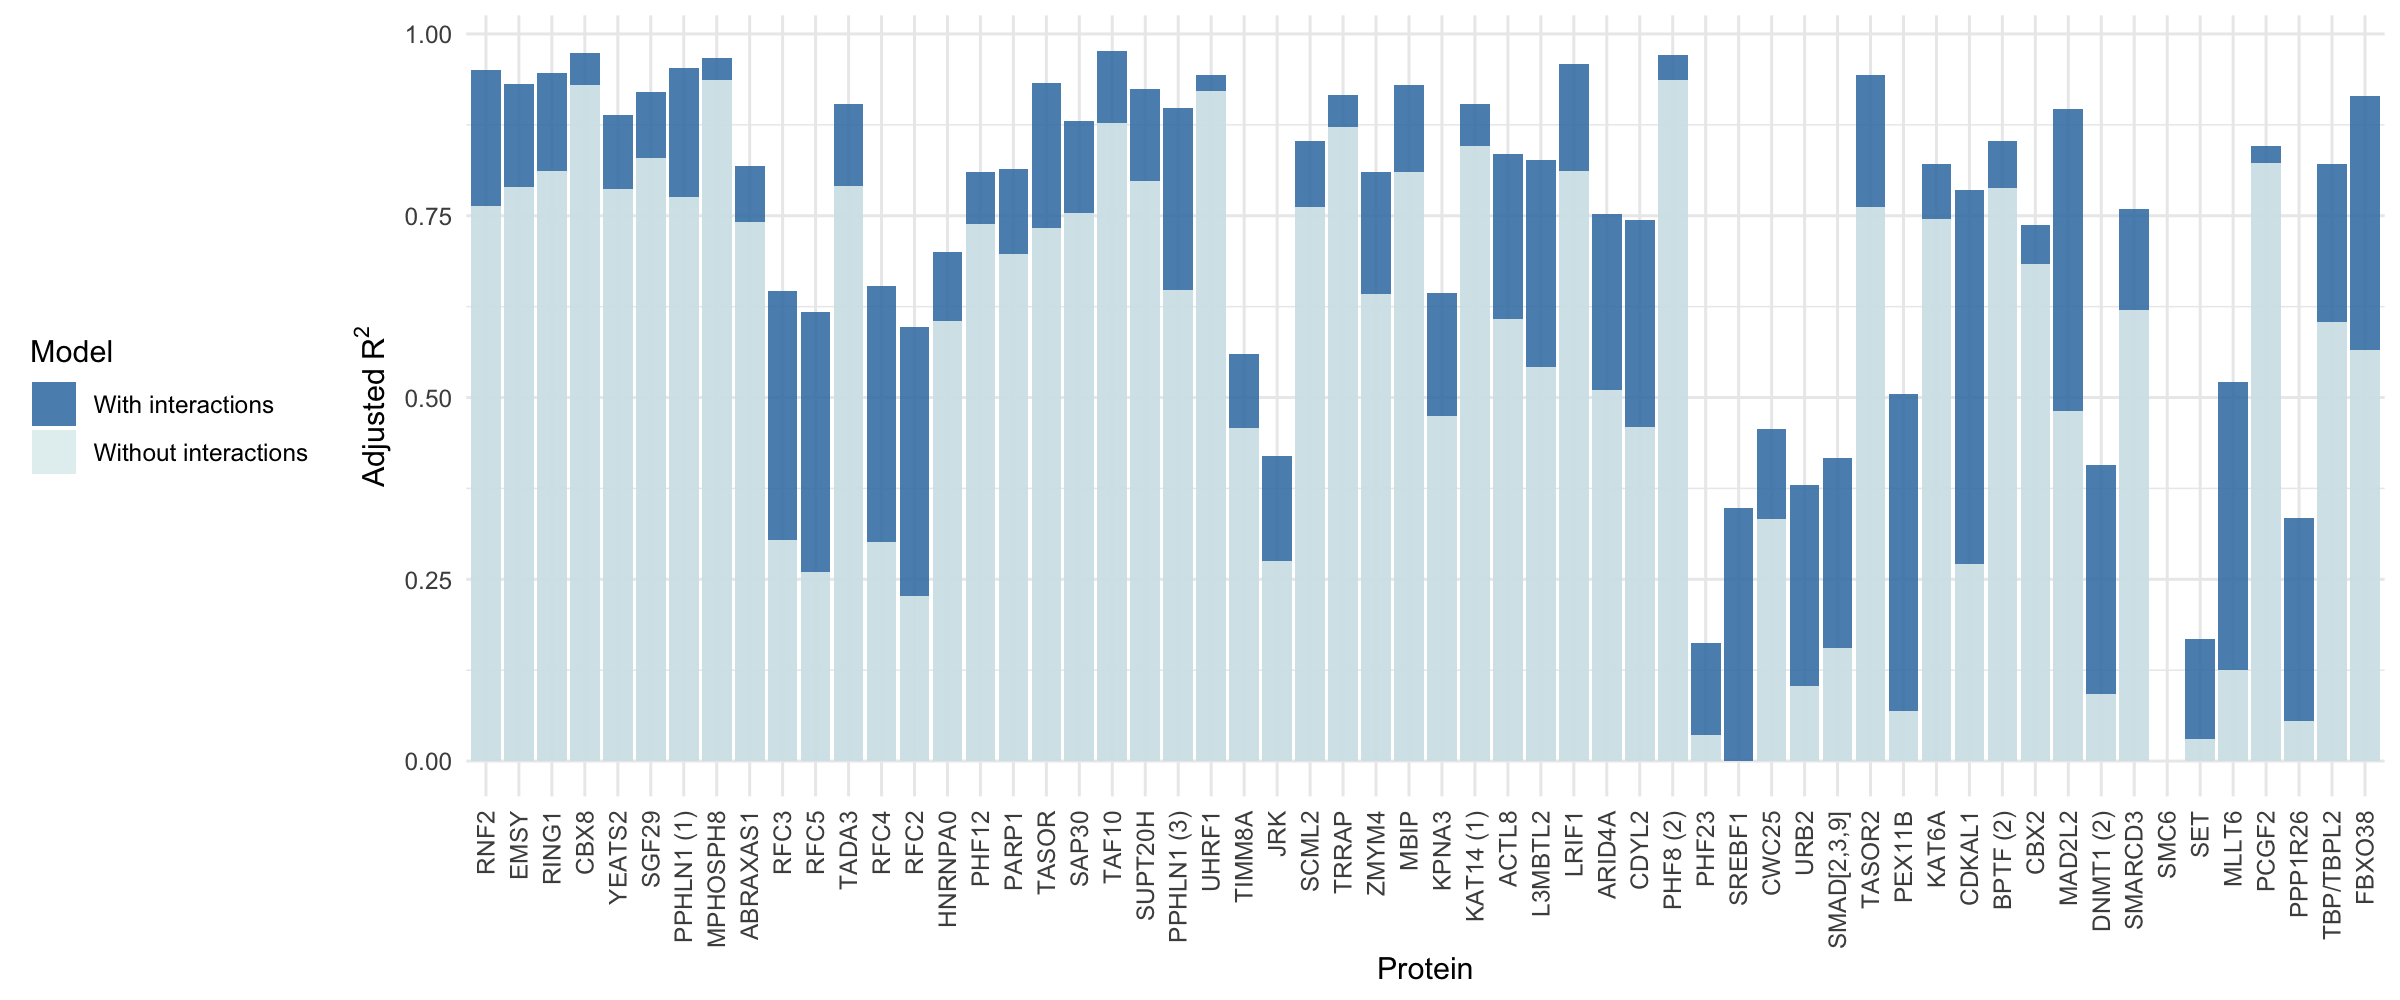 Model
With interactions
Without interactions
Adjusted R²
1.00
0.75
0.50
0.25
0.00
RNF2
EMSY
RING1
CBX8
YEATS2
SGF29
PPHLN1 (1)
MPHOSPH8
ABRAXAS1
RFC3
RFC5
TADA3
RFC4
RFC2
HNRNPA0
PHF12
PARP1
TASOR
SAP30
TAF10
SUPT20H
PPHLN1 (3)
UHRF1
TIMM8A
JRK
SCML2
TRRAP
ZMYM4
MBIP
KPNA3
KAT14 (1)
ACTL8
L3MBTL2
LRIF1
ARID4A
CDYL2
PHF8 (2)
PHF23
SREBF1
CWC25
URB2
SMAD[2,3,9]
TASOR2
PEX11B
KAT6A
CDKAL1
BPTF (2)
CBX2
MAD2L2
DNMT1 (2)
SMARCD3
SMC6
SET
MLLT6
PCGF2
PPP1R26
TBP/TBPL2
FBXO38
Protein